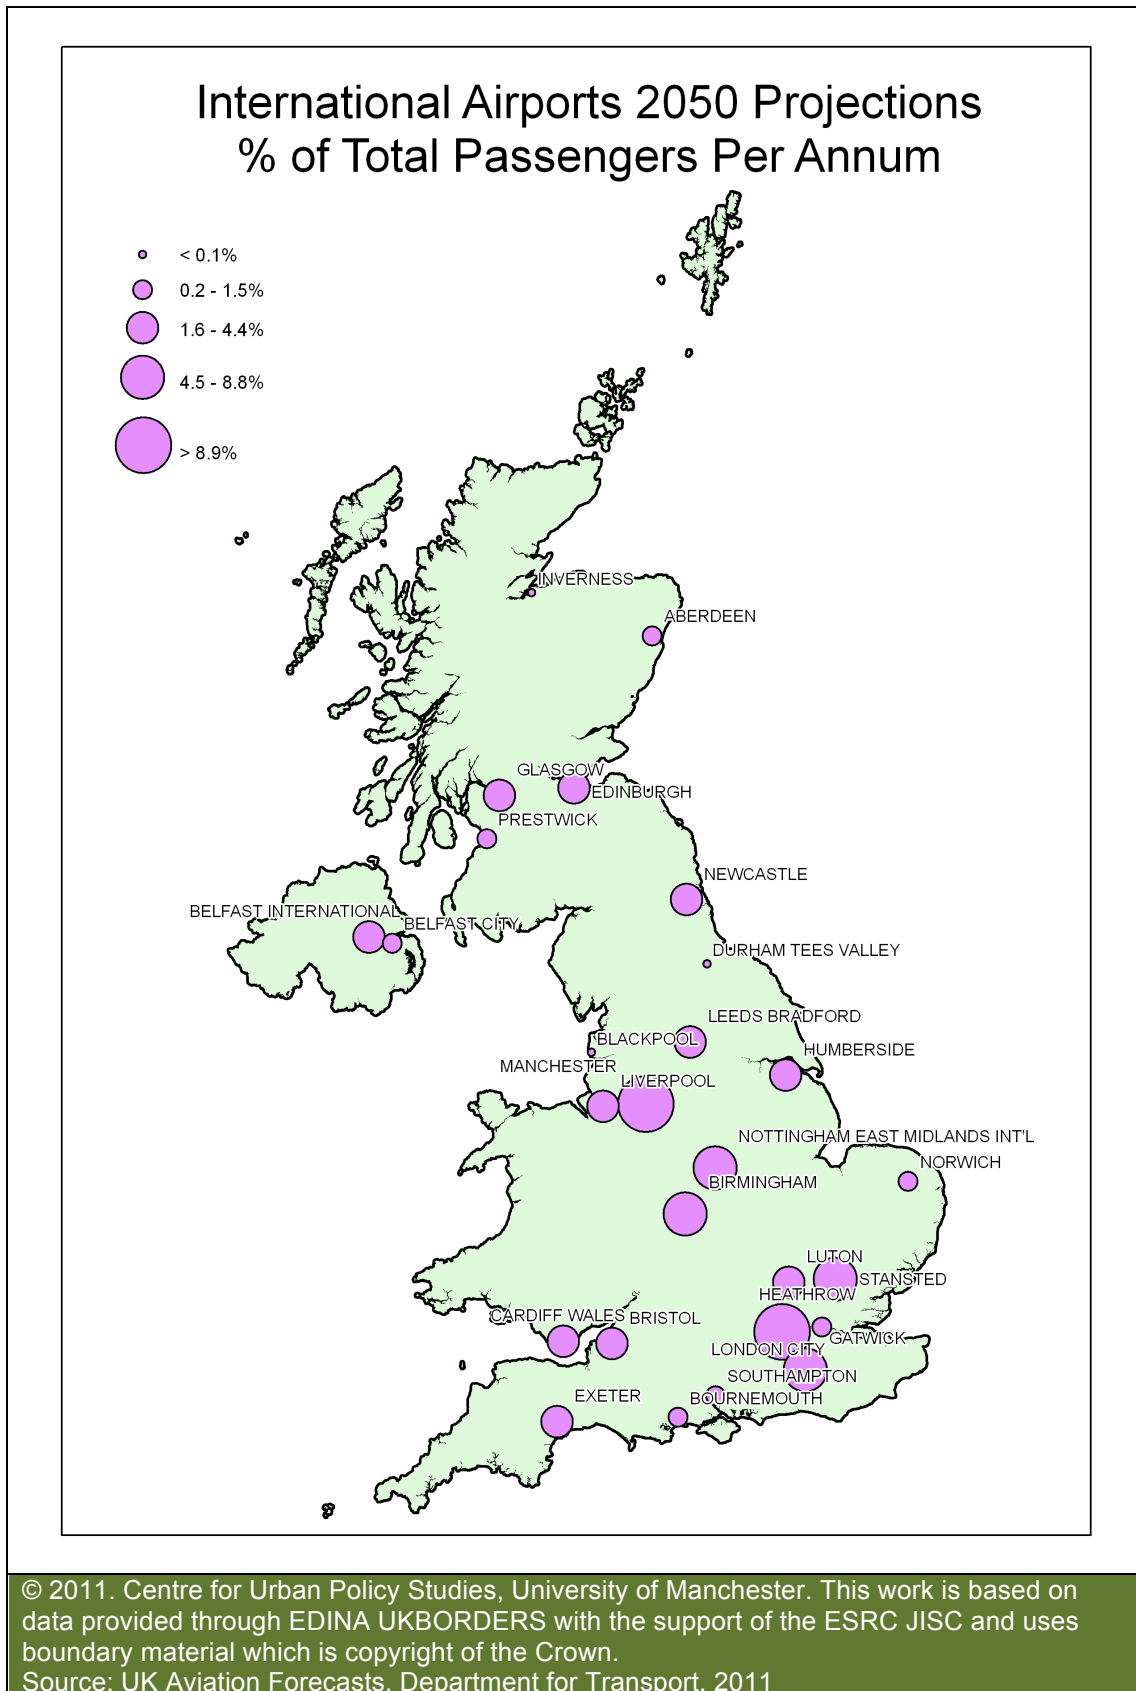 International Airports 2050 Projections
% of Total Passengers Per Annum
< 0.1%
0.2 - 1.5%
1.6 - 4.4%
4.5 - 8.8%
> 8.9%
INVERNESS
ABERDEEN
GLASGOW
EDINBURGH
PRESTWICK
NEWCASTLE
BELFAST INTERNATIONAL
BELFAST CITY
DURHAM TEES VALLEY
LEEDS BRADFORD
BLACKPOOL
HUMBERSIDE
MANCHESTER
LIVERPOOL
NOTTINGHAM EAST MIDLANDS INT'L
NORWICH
BIRMINGHAM
LUTON
STANSTED
HEATHROW
CARDIFF WALES
BRISTOL
GATWICK
LONDON CITY
SOUTHAMPTON
EXETER
BOURNEMOUTH
© 2011. Centre for Urban Policy Studies, University of Manchester. This work is based on
data provided through EDINA UKBORDERS with the support of the ESRC JISC and uses
boundary material which is copyright of the Crown.
Source: UK Aviation Forecasts, Department for Transport, 2011